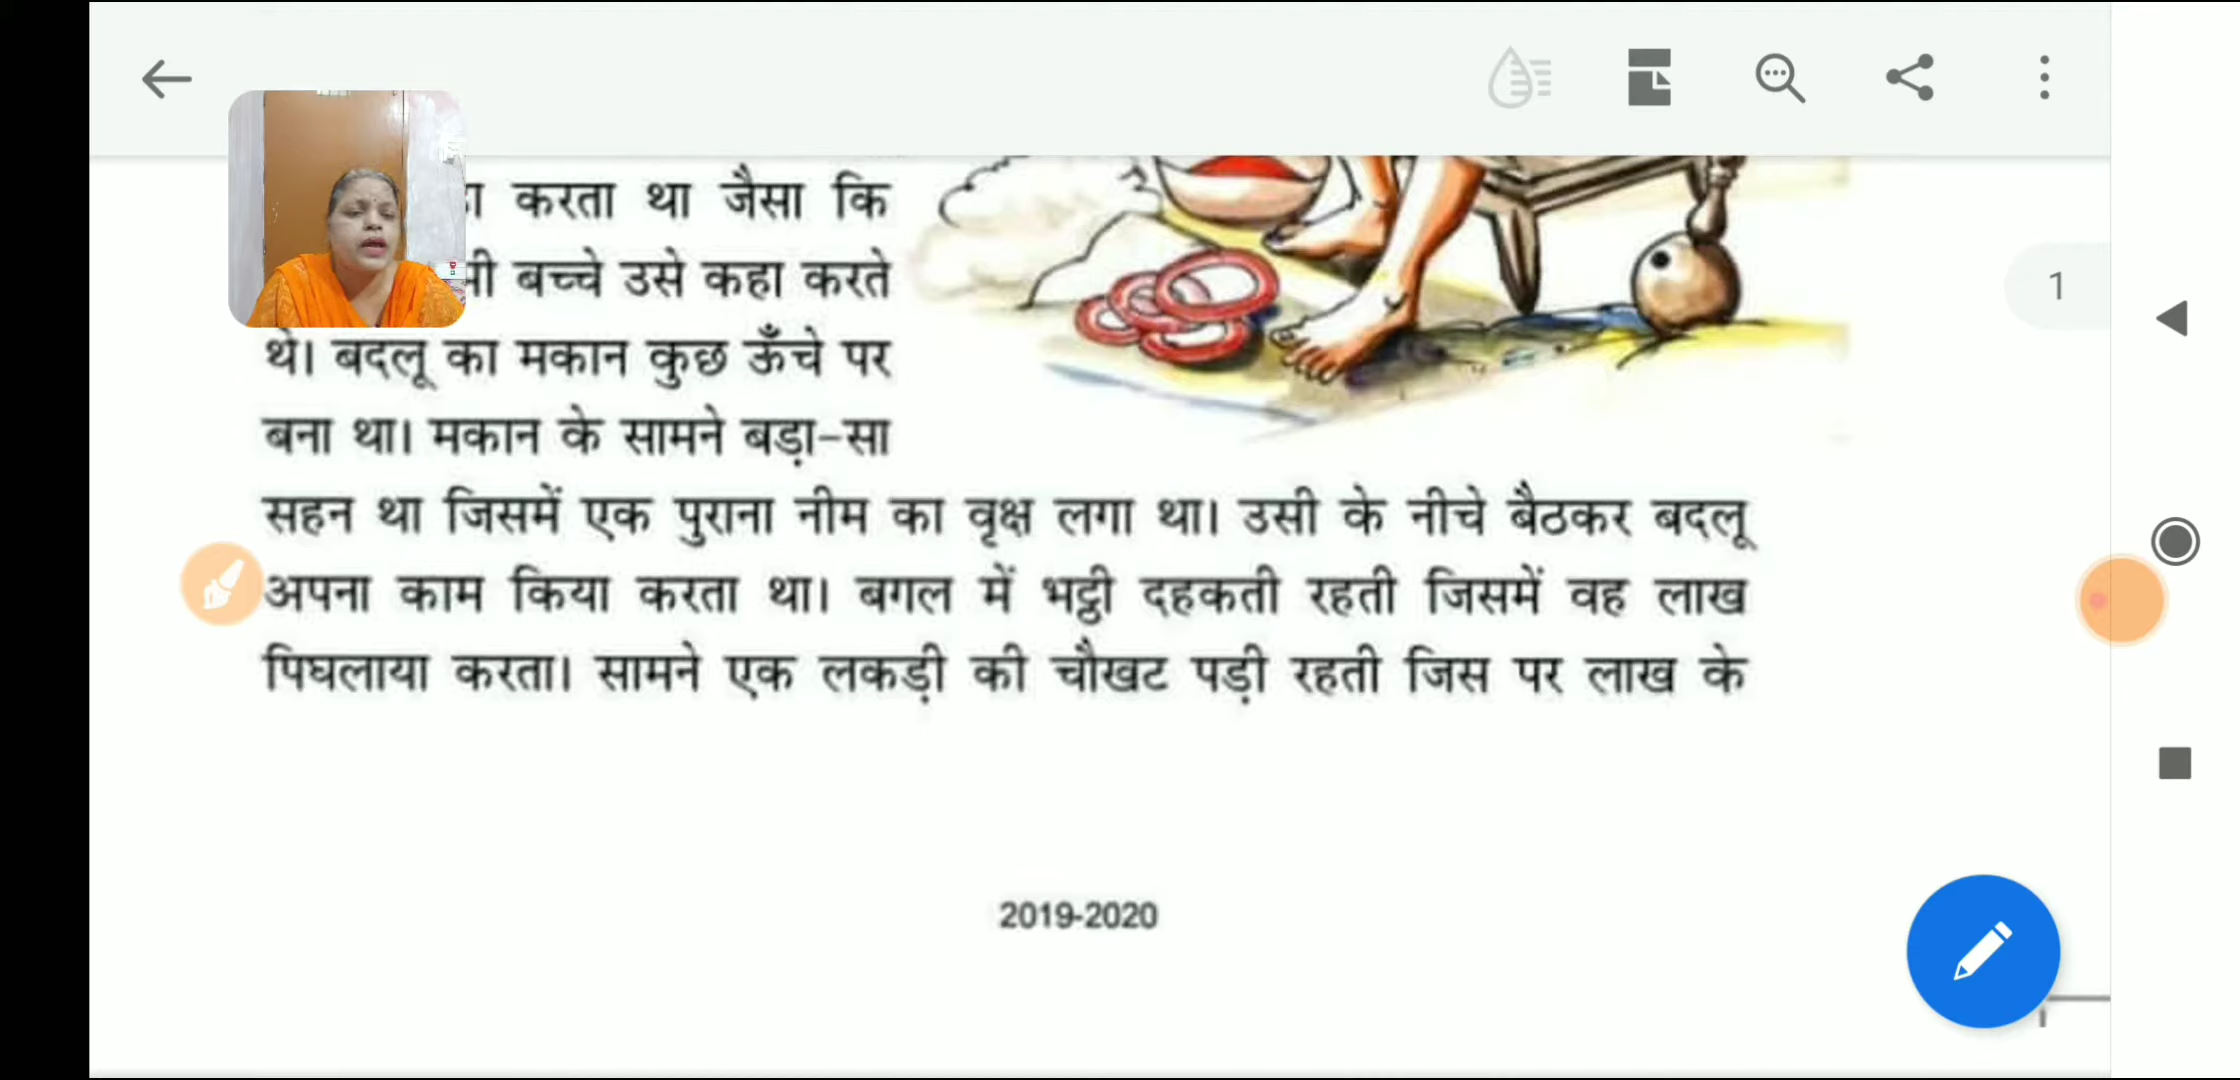 करता था जैसा कि
बच्चे उसे कहा करते
थे। बदलू का मकान कुछ ऊँचे पर
बना था। मकान के सामने बड़ा-सा
सहन था जिसमें एक पुराना नीम का वृक्ष लगा था। उसी के नीचे बैठकर बदलू
अपना काम किया करता था। बगल में भट्ठी दहकती रहती जिसमें वह लाख
पिघलाया करता। सामने एक लकड़ी की चौखट पड़ी रहती जिस पर लाख के
2019-2020
1